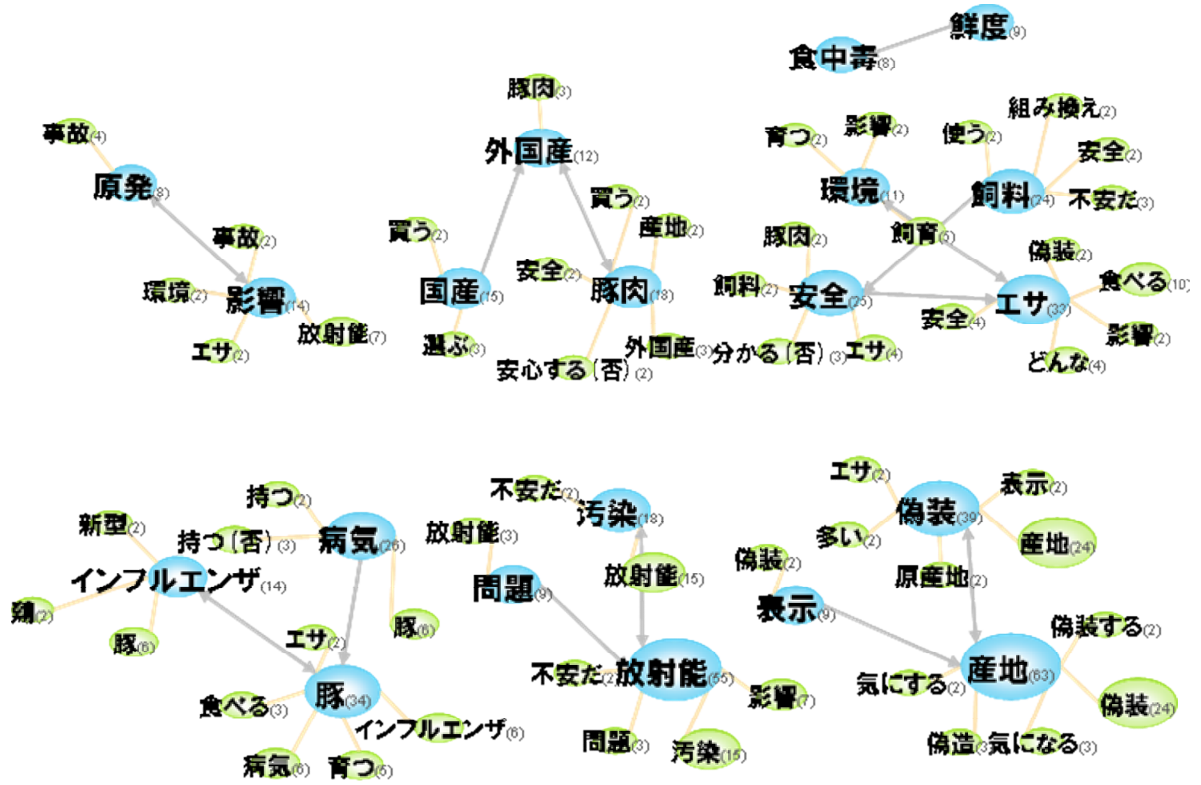 鮮度(9)
食中毒(8)
事故(4)
原発(8)
事故(2)
環境(2)
影響(14)
エサ(2)
放射能(7)
豚肉(3)
外国産(12)
買う(2)
国産(15)
選ぶ(3)
買う(2)
産地(2)
安全(2)
豚肉(18)
外国産(3)
安心する(否)(2)
育つ(2)
影響(2)
環境(11)
組み換え(2)
使う(2)
安全(2)
飼料(24)
不安だ(3)
飼育(5)
豚肉(2)
飼料(2)
安全(25)
分かる(否)(3)
エサ(4)
偽装(2)
食べる(10)
エサ(33)
安全(4)
影響(2)
どんな(4)
持つ(2)
新型(2)
持つ(否)(3)
病気(26)
インフルエンザ(14)
鶏(2)
豚(6)
豚(6)
エサ(2)
豚(34)
食べる(3)
インフルエンザ(6)
病気(6)
育つ(5)
不安だ(2)
汚染(18)
放射能(3)
問題(9)
放射能(15)
不安だ(2)
放射能(55)
影響(7)
問題(3)
汚染(15)
エサ(2)
表示(2)
偽装(39)
多い(2)
産地(24)
原産地(2)
偽装(2)
表示(9)
偽装する(2)
産地(63)
気にする(2)
偽装(24)
偽造(3)
気になる(3)